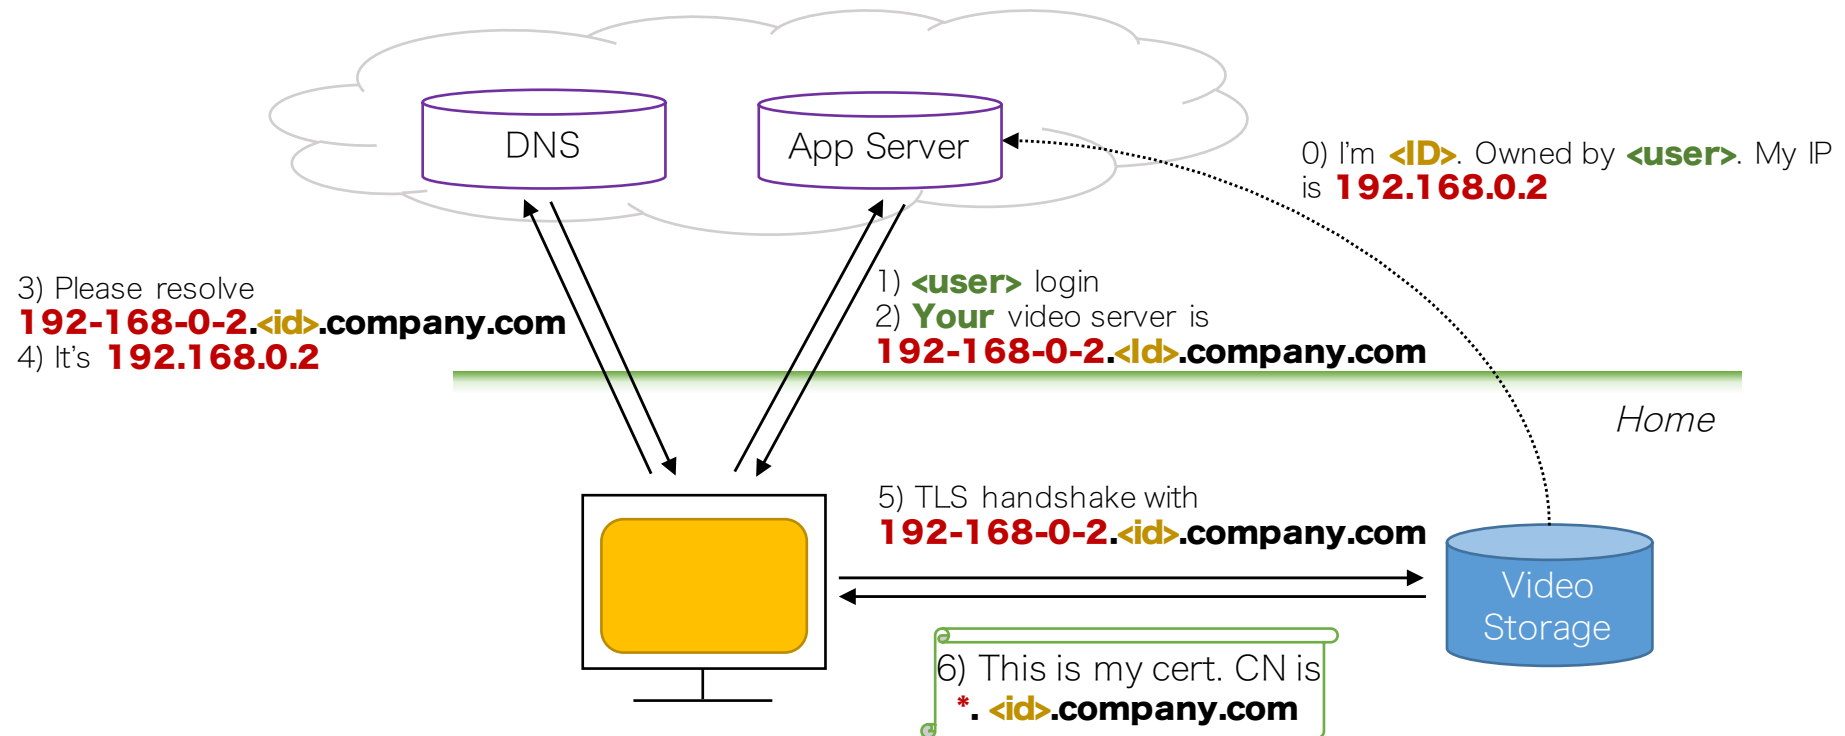 DNS
App Server
0) I'm <ID>. Owned by <user>. My IP
is 192.168.0.2
3) Please resolve
192-168-0-2.<id>.company.com
4) It's 192.168.0.2
1) <user> login
2) Your video server is
192-168-0-2.<Id>.company.com
Home
5) TLS handshake with
192-168-0-2.<id>.company.com
Video
Storage
6) This is my cert. CN is
*. <id>.company.com